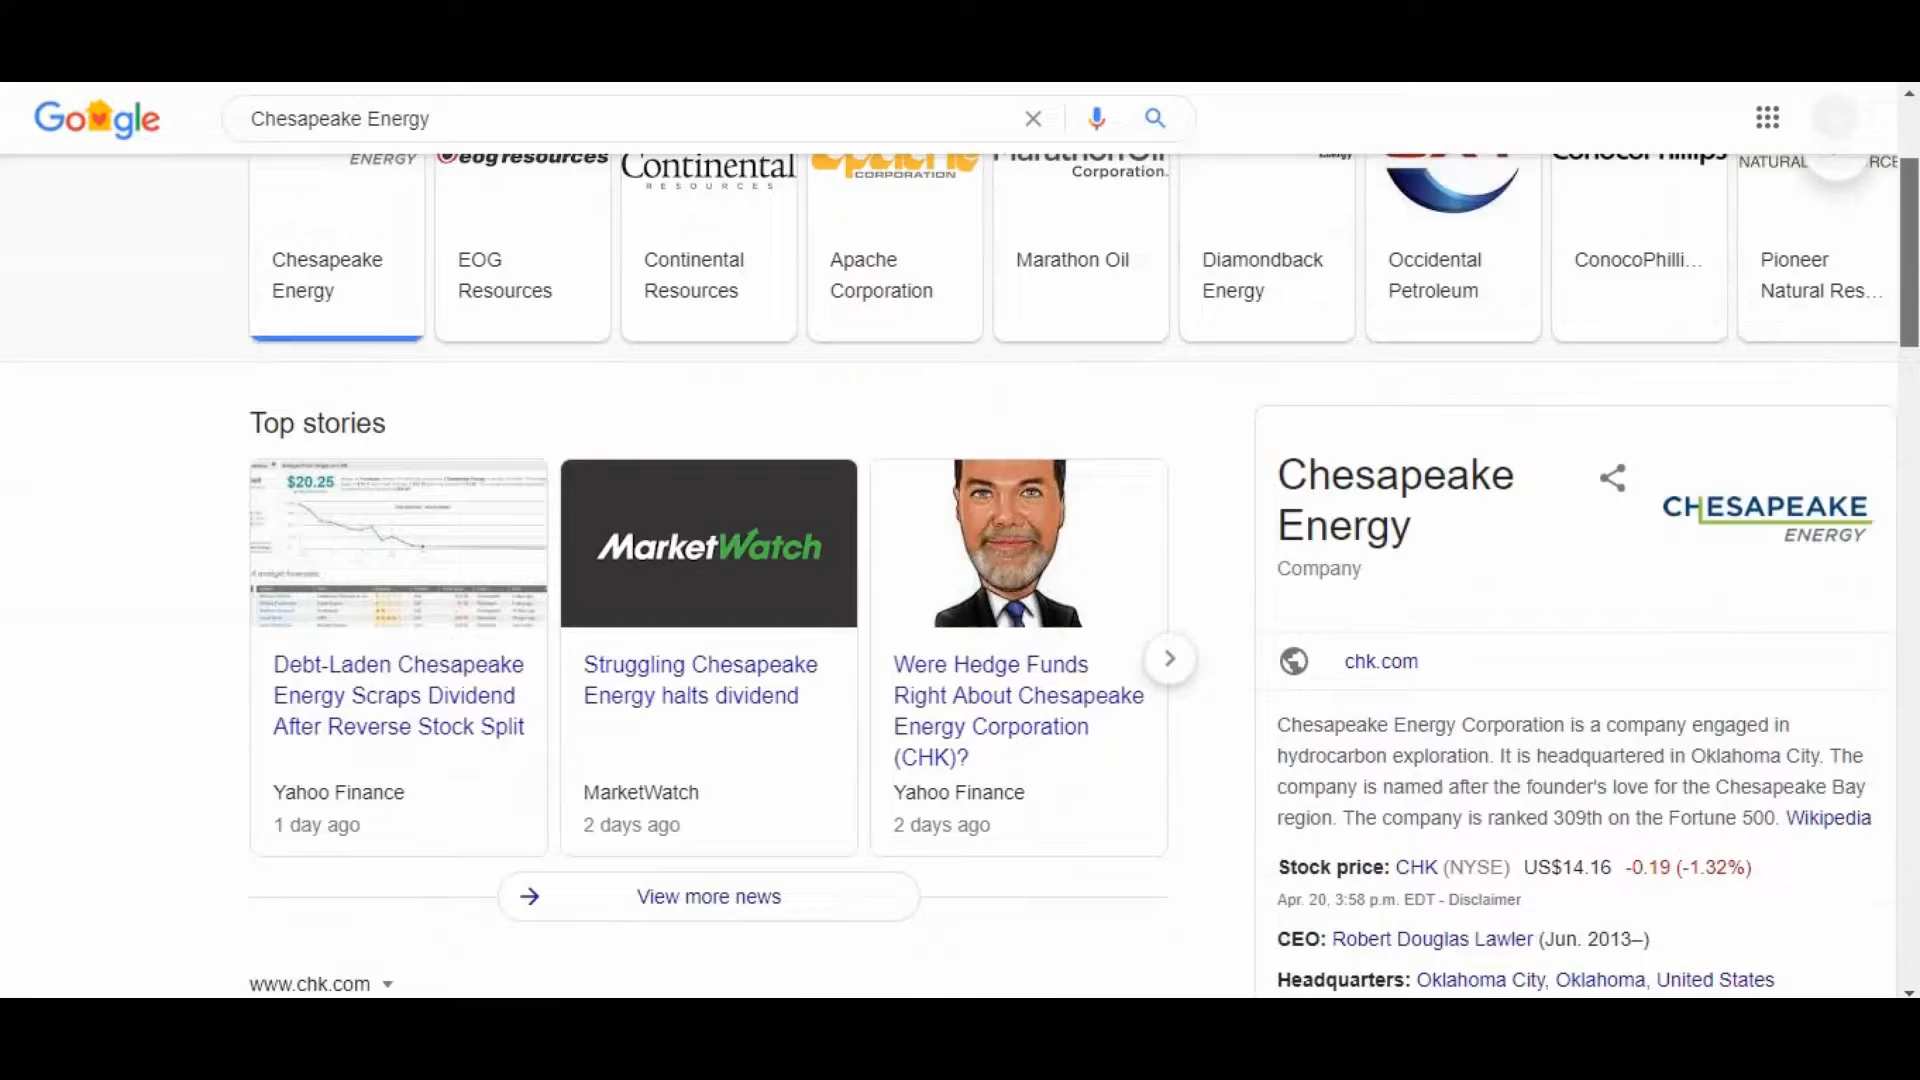 Google
Chesapeake Energy
ENERGY
eog resources
Continental
RESOURCES
CORPORATION
Corporation.
Energy
ConocoPhillips
NATURAL
Chesapeake
Energy
EOG
Resources
Continental
Resources
Apache
Corporation
Marathon Oil
Diamondback
Energy
Occidental
Petroleum
ConocoPhilli...
Pioneer
Natural Res...
Top stories
$20.25
MarketWatch
Debt-Laden Chesapeake
Energy Scraps Dividend
After Reverse Stock Split
Yahoo Finance
1 day ago
Struggling Chesapeake
Energy halts dividend
MarketWatch
2 days ago
Were Hedge Funds
Right About Chesapeake
Energy Corporation
(CHK)?
Yahoo Finance
2 days ago
View more news
www.chk.com
Chesapeake
Energy
Company
CHESAPEAKE
ENERGY
chk.com
Chesapeake Energy Corporation is a company engaged in
hydrocarbon exploration. It is headquartered in Oklahoma City. The
company is named after the founder's love for the Chesapeake Bay
region. The company is ranked 309th on the Fortune 500. Wikipedia
Stock price: CHK (NYSE) US$14.16 -0.19 (-1.32%)
Apr. 20, 3:58 p.m. EDT - Disclaimer
CEO: Robert Douglas Lawler (Jun. 2013–)
Headquarters: Oklahoma City, Oklahoma, United States